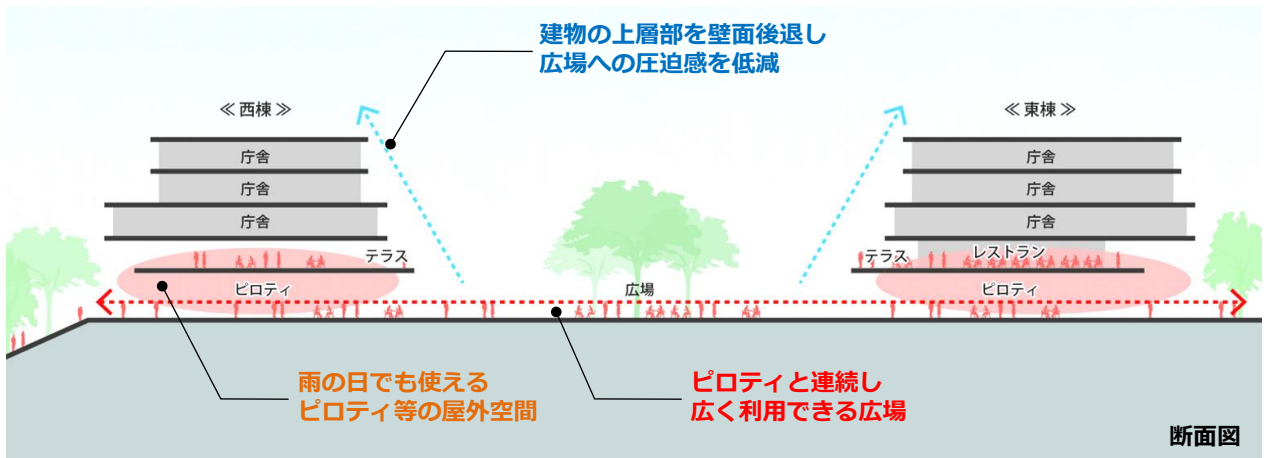 建物の上層部を壁面後退し
広場への圧迫感を低減
≪西棟≫
≪東棟≫
庁舎
庁舎
庁舎
庁舎
庁舎
庁舎
テラス
テラス
レストラン
ピロティ
広場
ピロティ
雨の日でも使える
ピロティ等の屋外空間
ピロティと連続し
広く利用できる広場
断面図